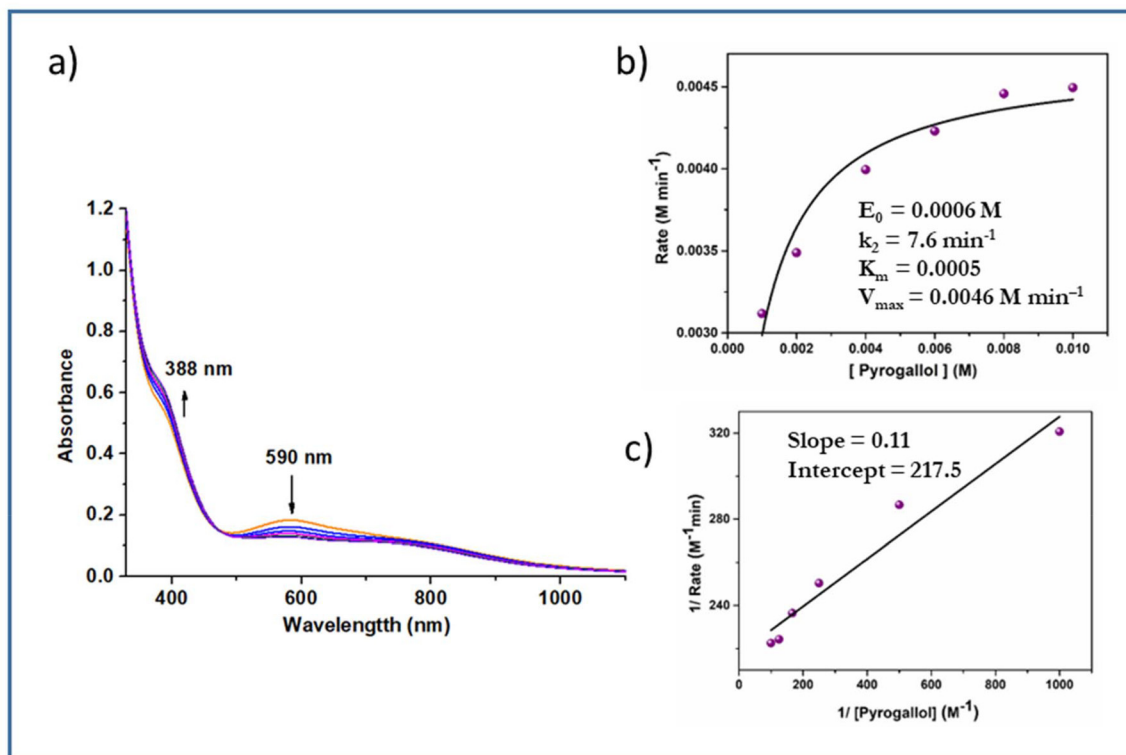 a)
1.2
1.0
0.8
0.6
0.4
0.2
0.0
Absorbance
388 nm
590 nm
400
600
800
1000
Wavelengtth (nm)
b)
0.0045
0.0040
0.0035
0.0030
Rate (M min⁻¹)
E₀ = 0.0006 M
k₂ = 7.6 min⁻¹
Kₘ = 0.0005
Vₘₐₓ = 0.0046 M min⁻¹
0.000
0.002
0.004
0.006
0.008
0.010
[ Pyrogallol ] (M)
c)
320
280
240
1/ Rate (M⁻¹min)
Slope = 0.11
Intercept = 217.5
0
200
400
600
800
1000
1/ [Pyrogallol] (M⁻¹)